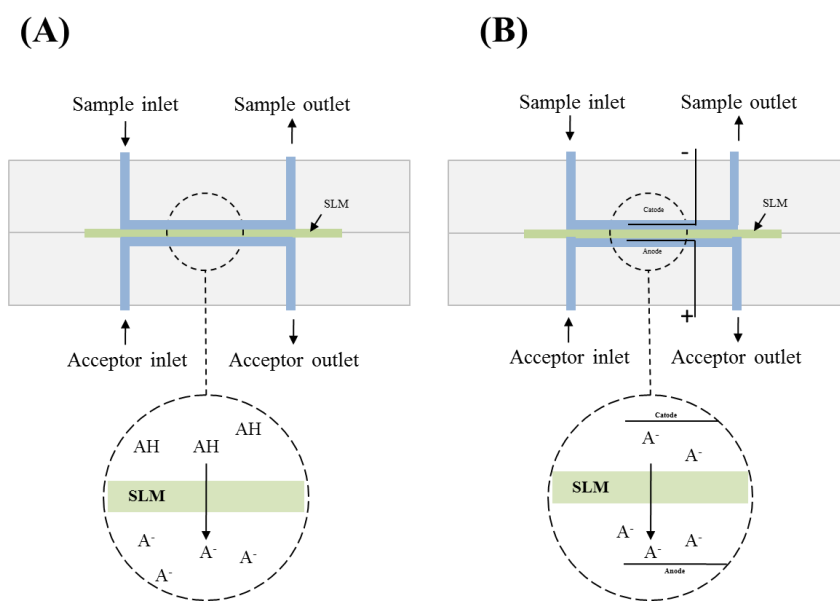 (A)
Sample inlet
Sample outlet
SLM
Acceptor inlet
Acceptor outlet
AH
AH
AH
SLM
A-
A-
A-
A-
(B)
Sample inlet
Sample outlet
-
Catode
SLM
Anode
+
Acceptor inlet
Acceptor outlet
Catode
A-
A-
SLM
A-
A-
A-
Anode